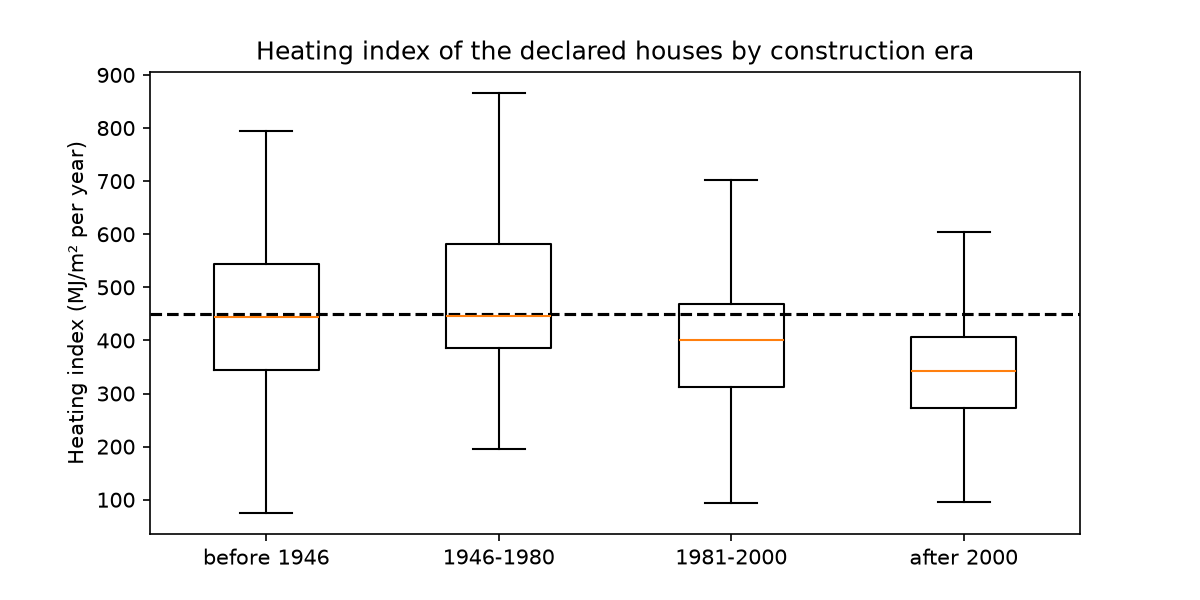 Heating index of the declared houses by construction era
Heating index (MJ/m² per year)
900
800
700
600
500
400
300
200
100
before 1946
1946-1980
1981-2000
after 2000